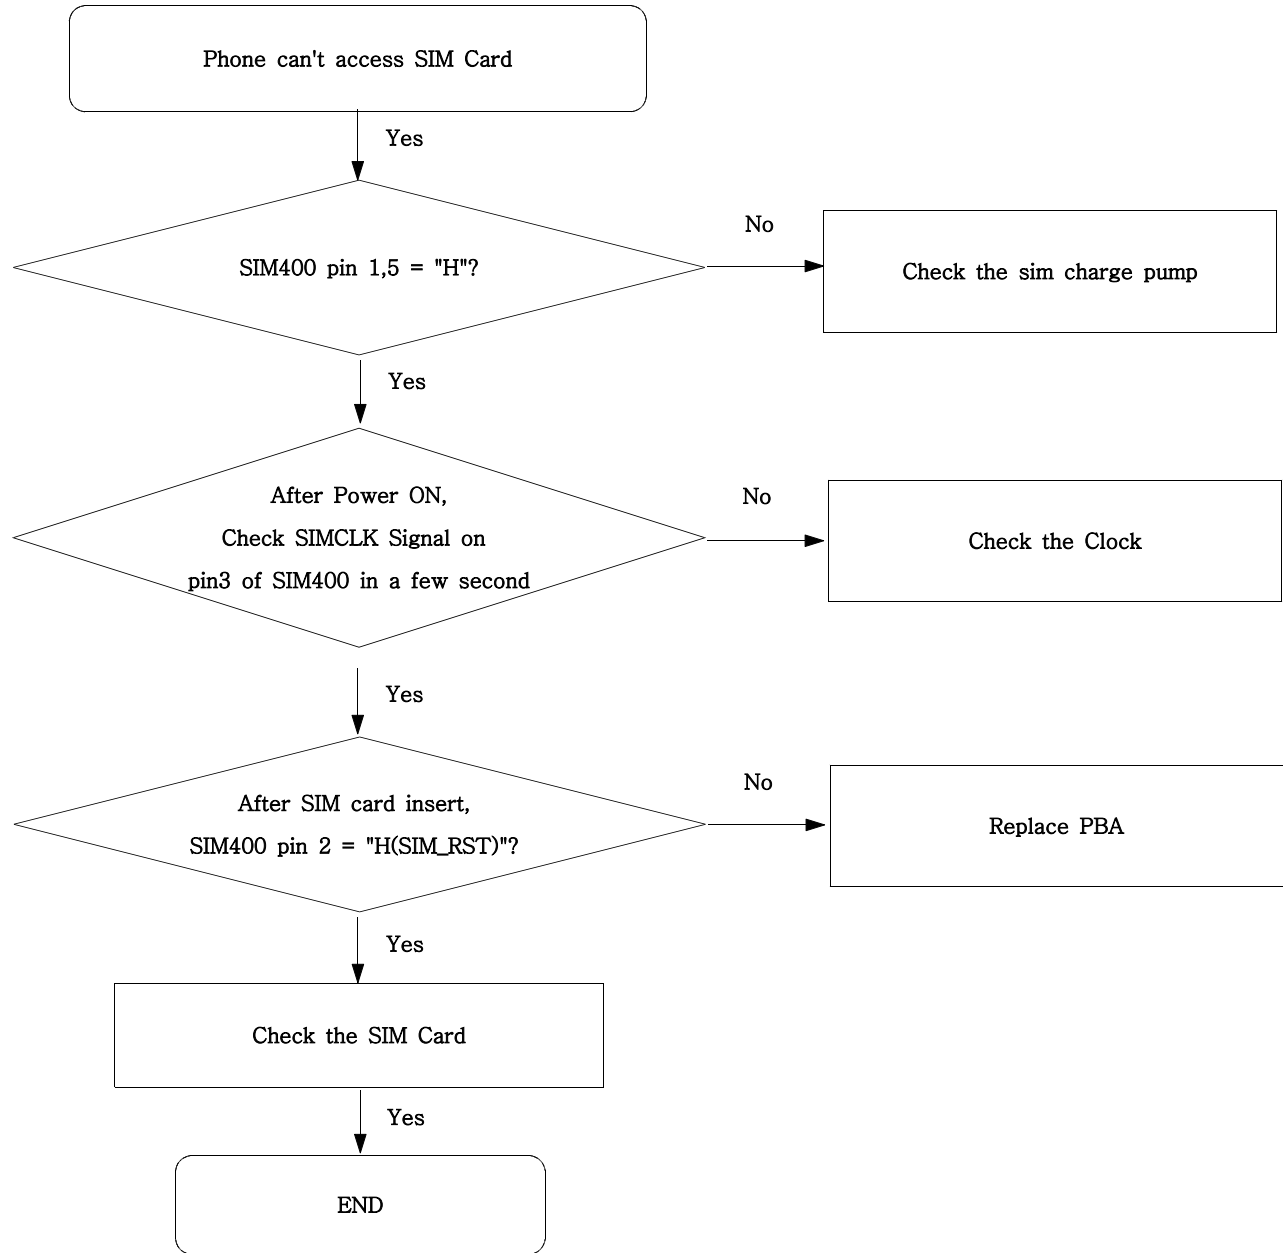 Phone can't access SIM Card
Yes
SIM400 pin 1,5 = "H"?
No
Check the sim charge pump
Yes
After Power ON,
Check SIMCLK Signal on
pin3 of SIM400 in a few second
No
Check the Clock
Yes
After SIM card insert,
SIM400 pin 2 = "H(SIM_RST)"?
No
Replace PBA
Yes
Check the SIM Card
Yes
END